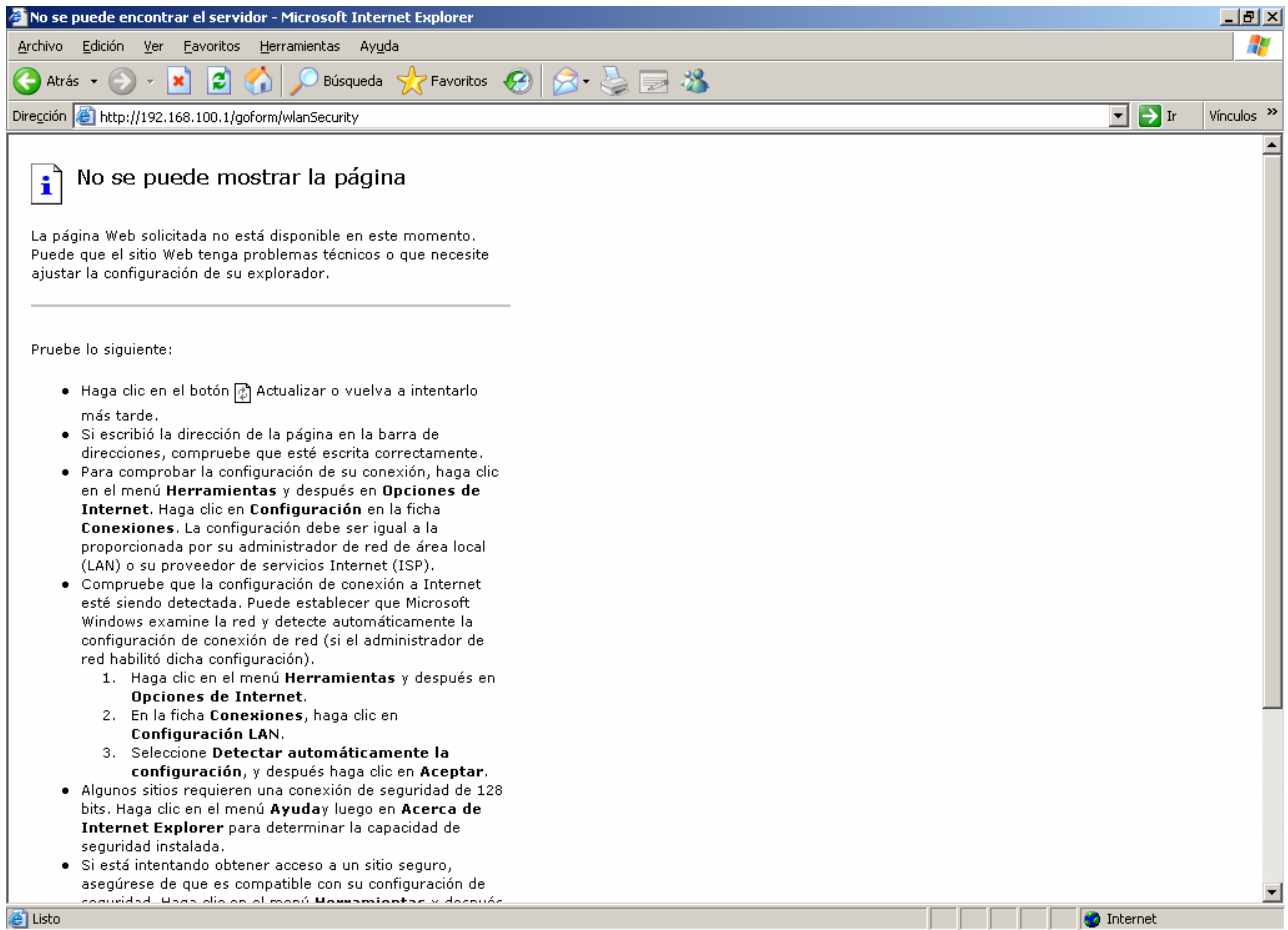 No se puede encontrar el servidor - Microsoft Internet Explorer
Archivo Edición Ver Favoritos Herramientas Ayuda
Atrás Búsqueda Favoritos
Dirección http://192.168.100.1/goform/wlanSecurity Ir Vínculos »
No se puede mostrar la página
La página Web solicitada no está disponible en este momento.
Puede que el sitio Web tenga problemas técnicos o que necesite
ajustar la configuración de su explorador.
Pruebe lo siguiente:
• Haga clic en el botón Actualizar o vuelva a intentarlo
más tarde.
• Si escribió la dirección de la página en la barra de
direcciones, compruebe que esté escrita correctamente.
• Para comprobar la configuración de su conexión, haga clic
en el menú Herramientas y después en Opciones de
Internet. Haga clic en Configuración en la ficha
Conexiones. La configuración debe ser igual a la
proporcionada por su administrador de red de área local
(LAN) o su proveedor de servicios Internet (ISP).
• Compruebe que la configuración de conexión a Internet
esté siendo detectada. Puede establecer que Microsoft
Windows examine la red y detecte automáticamente la
configuración de conexión de red (si el administrador de
red habilitó dicha configuración).
1. Haga clic en el menú Herramientas y después en
Opciones de Internet.
2. En la ficha Conexiones, haga clic en
Configuración LAN.
3. Seleccione Detectar automáticamente la
configuración, y después haga clic en Aceptar.
• Algunos sitios requieren una conexión de seguridad de 128
bits. Haga clic en el menú Ayuday luego en Acerca de
Internet Explorer para determinar la capacidad de
seguridad instalada.
• Si está intentando obtener acceso a un sitio seguro,
asegúrese de que es compatible con su configuración de
seguridad. Haga clic en el menú Herramientas y después
Listo Internet